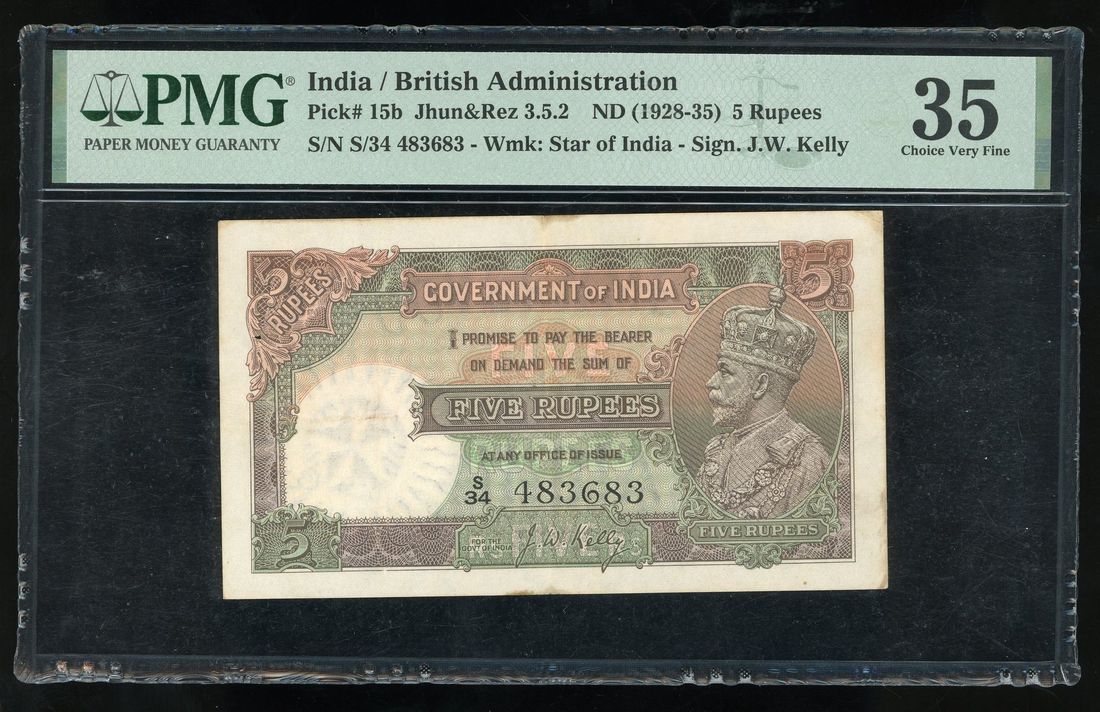 PMG®
PAPER MONEY GUARANTY
India / British Administration
Pick# 15b Jhun&Rez 3.5.2 ND (1928-35) 5 Rupees
S/N S/34 483683 - Wmk: Star of India - Sign. J.W. Kelly
35
Choice Very Fine
5
RUPEES
GOVERNMENT OF INDIA
5
I PROMISE TO PAY THE BEARER
FIVE
ON DEMAND THE SUM OF
FIVE RUPEES
RUPEES
AT ANY OFFICE OF ISSUE
S/34 483683
5
FOR THE
GOVT OF INDIA
J.W. Kelly
FIVE
FIVE RUPEES